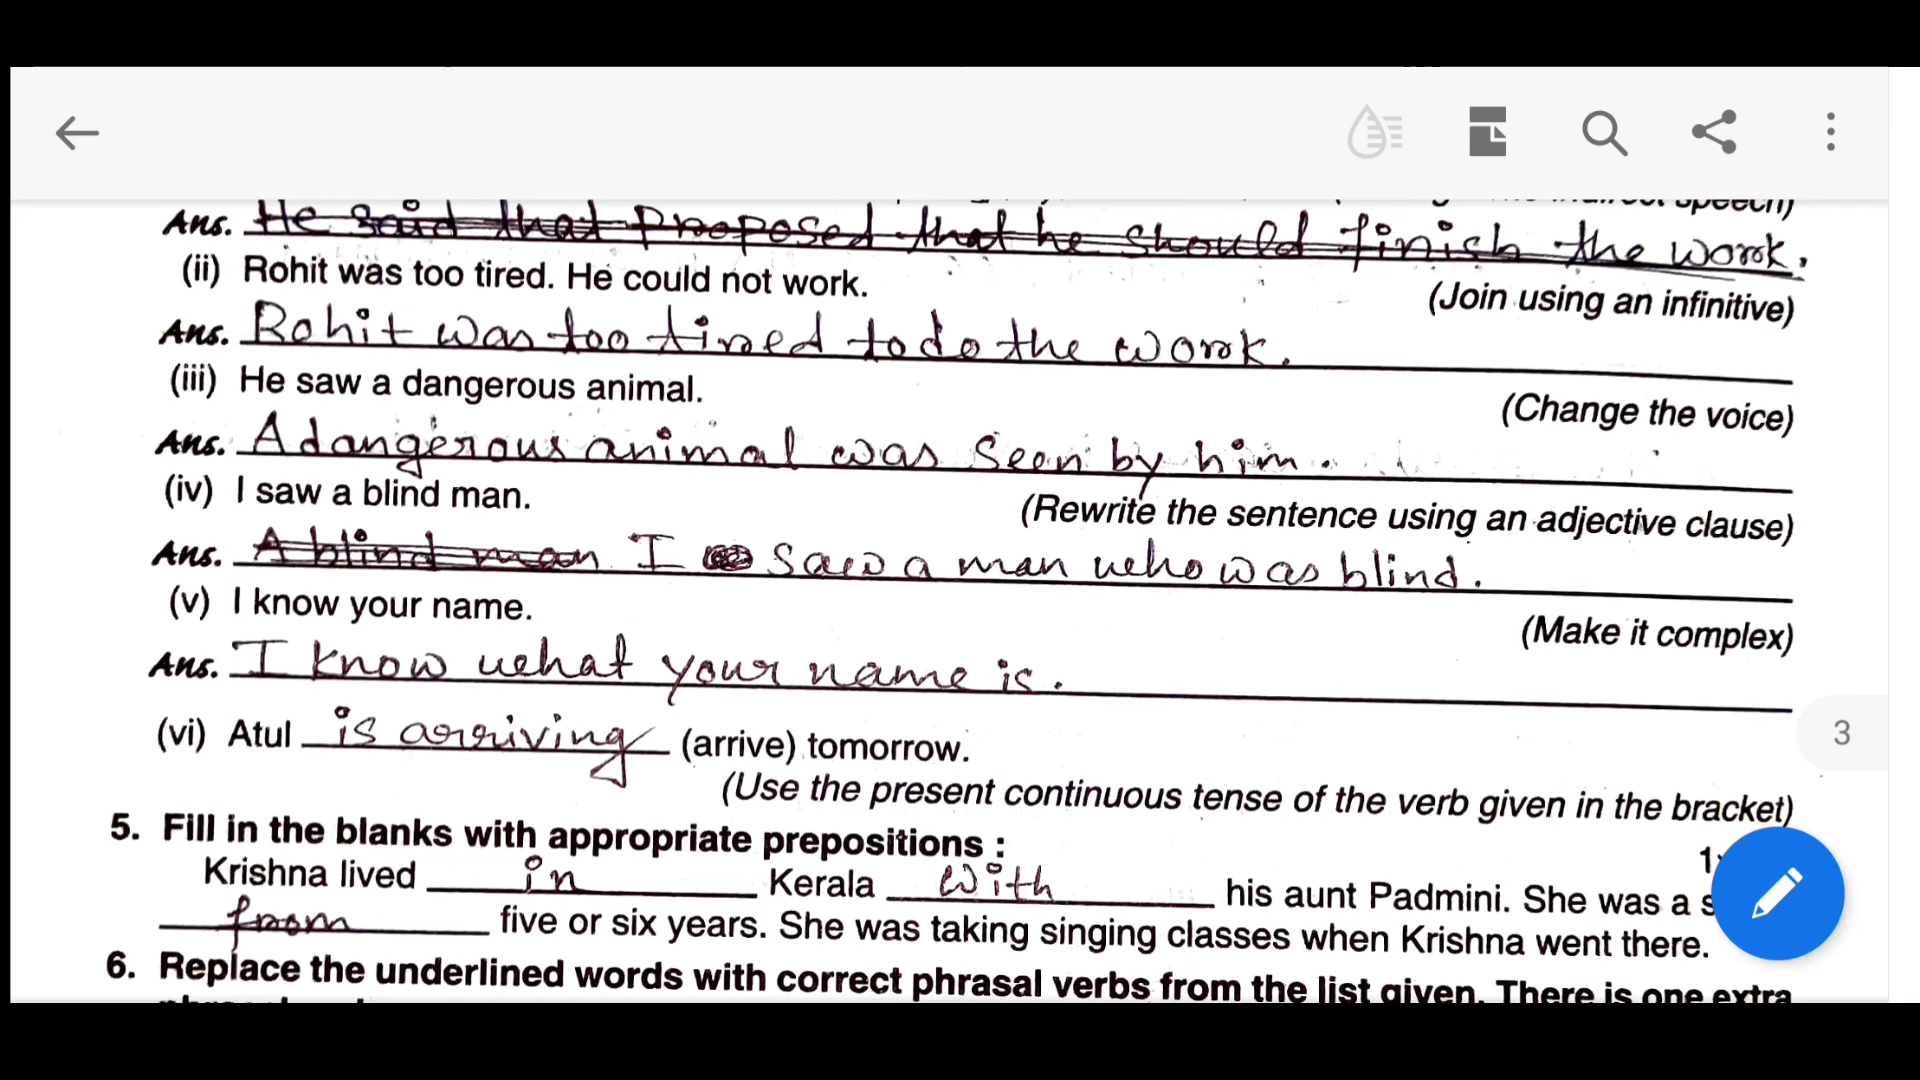 speech)
Ans. He said that proposed that he should finish the work.
(ii) Rohit was too tired. He could not work.
(Join using an infinitive)
Ans. Rohit was too tired to do the work.
(iii) He saw a dangerous animal.
(Change the voice)
Ans. A dangerous animal was seen by him.
(iv) I saw a blind man.
(Rewrite the sentence using an adjective clause)
Ans. A blind man I saw a man who was blind.
(v) I know your name.
(Make it complex)
Ans. I know what your name is.
(vi) Atul is arriving (arrive) tomorrow.
(Use the present continuous tense of the verb given in the bracket)
3
5. Fill in the blanks with appropriate prepositions :
1
Krishna lived in Kerala with his aunt Padmini. She was a s
from five or six years. She was taking singing classes when Krishna went there.
6. Replace the underlined words with correct phrasal verbs from the list given. There is one extra